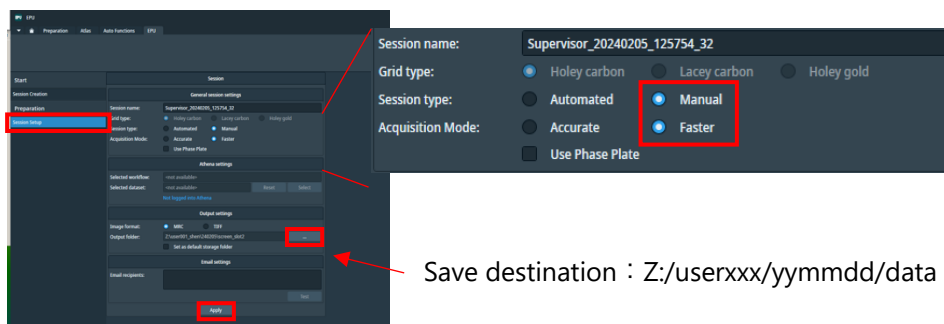 EPU
Preparation Atlas Auto Functions EPU
Start
Session Creation
Preparation
Session Setup
Session
General session settings
Session name: Supervisor_20240205_125754_32
Grid type: Holey carbon Lacey carbon Holey gold
Session type: Automated Manual
Acquisition Mode: Accurate Faster
Use Phase Plate
Athena settings
Selected workflow: <not available>
Selected dataset: <not available> Reset Select
Not logged into Athena
Output settings
Image format: MRC TIFF
Output folder: ...
Set as default storage folder
Email settings
Email recipients:
Test
Apply
Session name: Supervisor_20240205_125754_32
Grid type: Holey carbon Lacey carbon Holey gold
Session type: Automated Manual
Acquisition Mode: Accurate Faster
Use Phase Plate
Save destination：Z:/userxxx/yymmdd/data